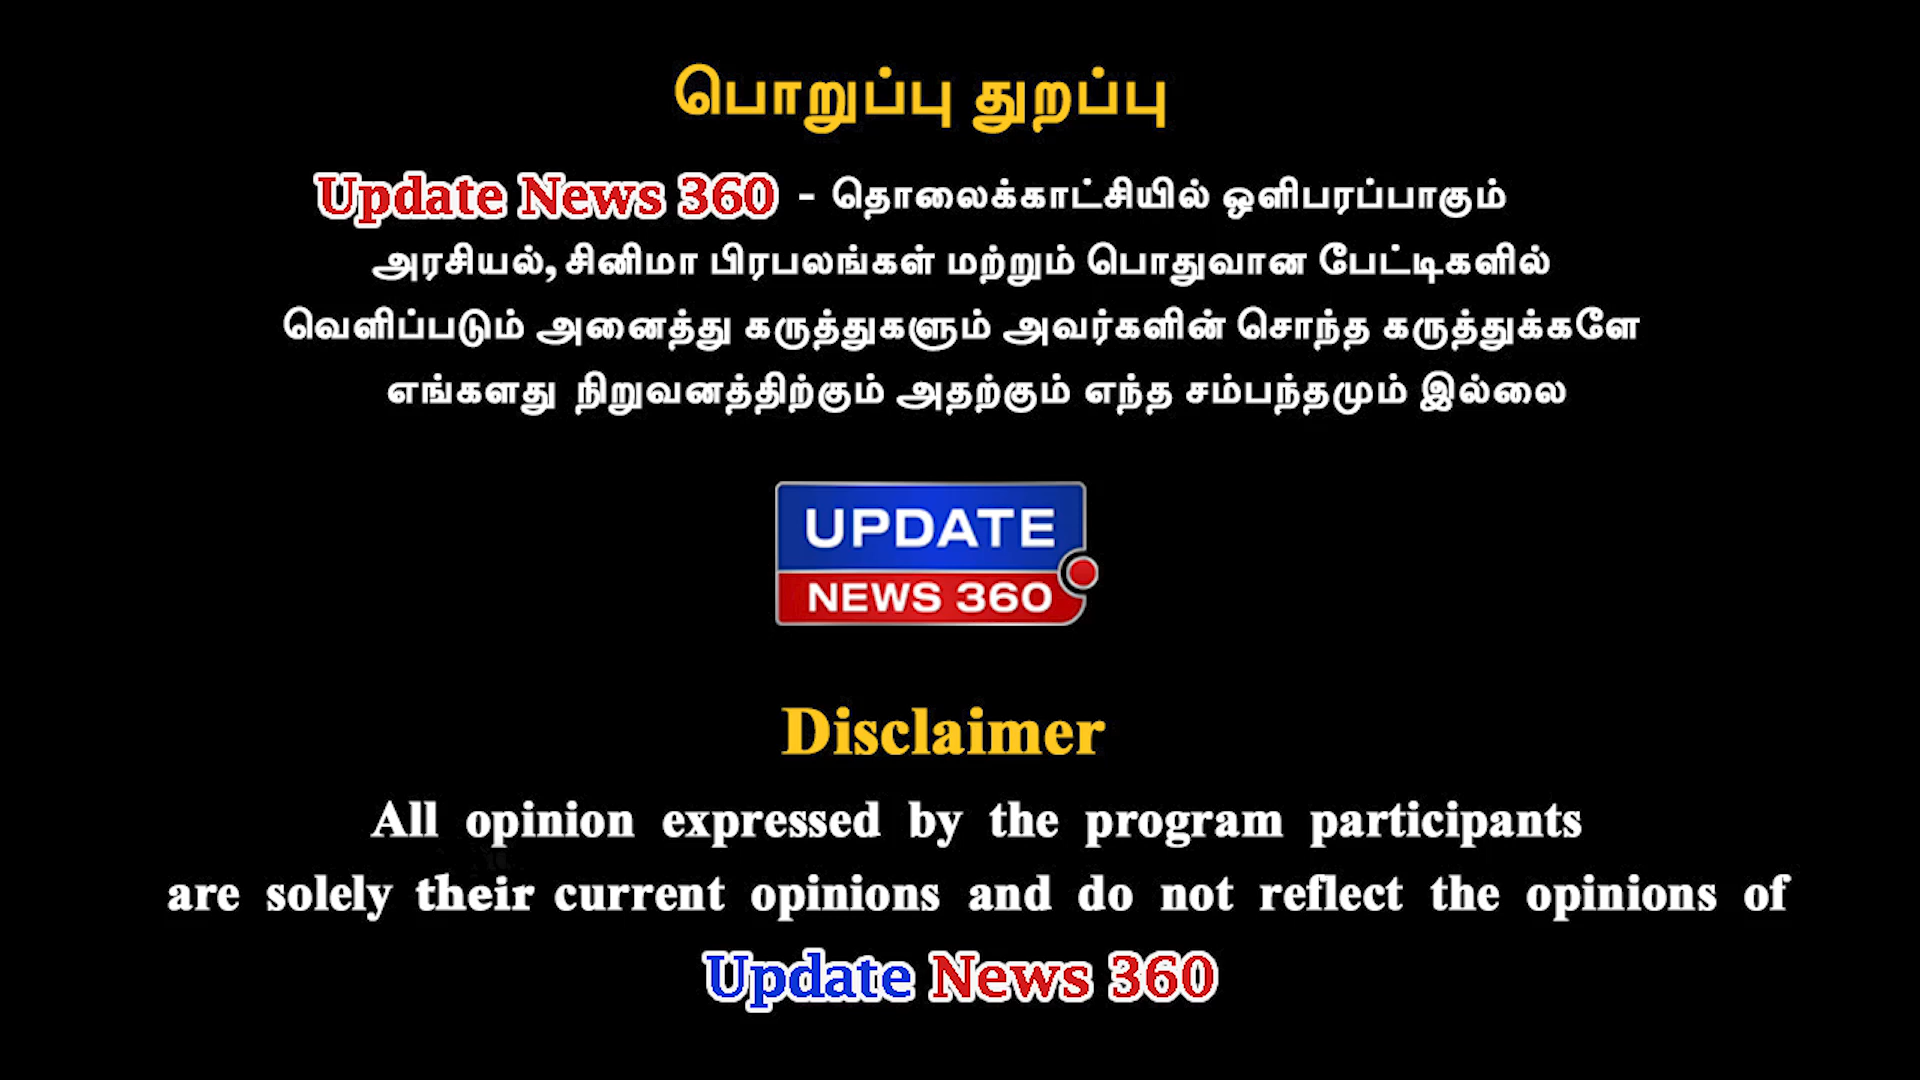 பொறுப்பு துறப்பு
Update News 360 - தொலைக்காட்சியில் ஒளிபரப்பாகும்
அரசியல், சினிமா பிரபலங்கள் மற்றும் பொதுவான பேட்டிகளில்
வெளிப்படும் அனைத்து கருத்துகளும் அவர்களின் சொந்த கருத்துக்களே
எங்களது நிறுவனத்திற்கும் அதற்கும் எந்த சம்பந்தமும் இல்லை
UPDATE
NEWS 360
Disclaimer
All opinion expressed by the program participants
are solely their current opinions and do not reflect the opinions of
Update News 360